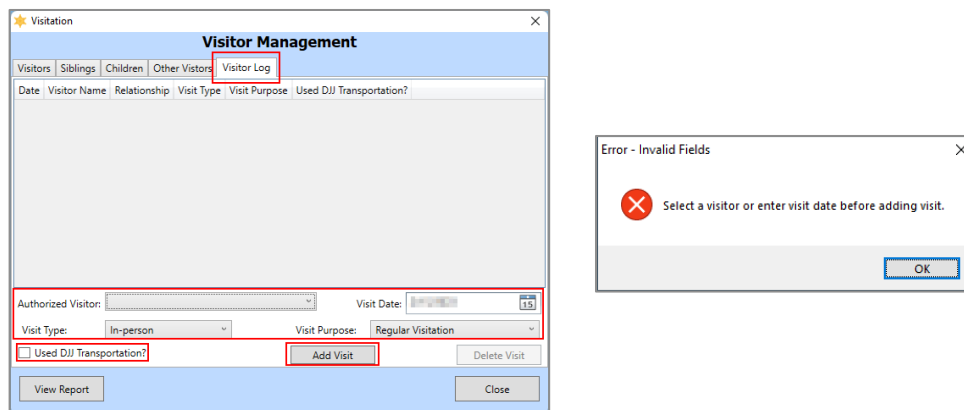 Visitation
Visitor Management
Visitors Siblings Children Other Vistors Visitor Log
Date Visitor Name Relationship Visit Type Visit Purpose Used DJJ Transportation?
Authorized Visitor: Visit Date: 15
Visit Type: In-person Visit Purpose: Regular Visitation
Used DJJ Transportation? Add Visit Delete Visit
View Report Close
Error - Invalid Fields
Select a visitor or enter visit date before adding visit.
OK